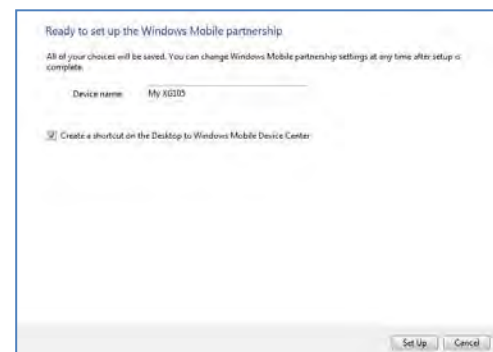 Ready to set up the Windows Mobile partnership
All of your choices will be saved. You can change Windows Mobile partnership settings at any time after setup is
complete.
Device name: My XG105
Create a shortcut on the Desktop to Windows Mobile Device Center
Set Up Cancel